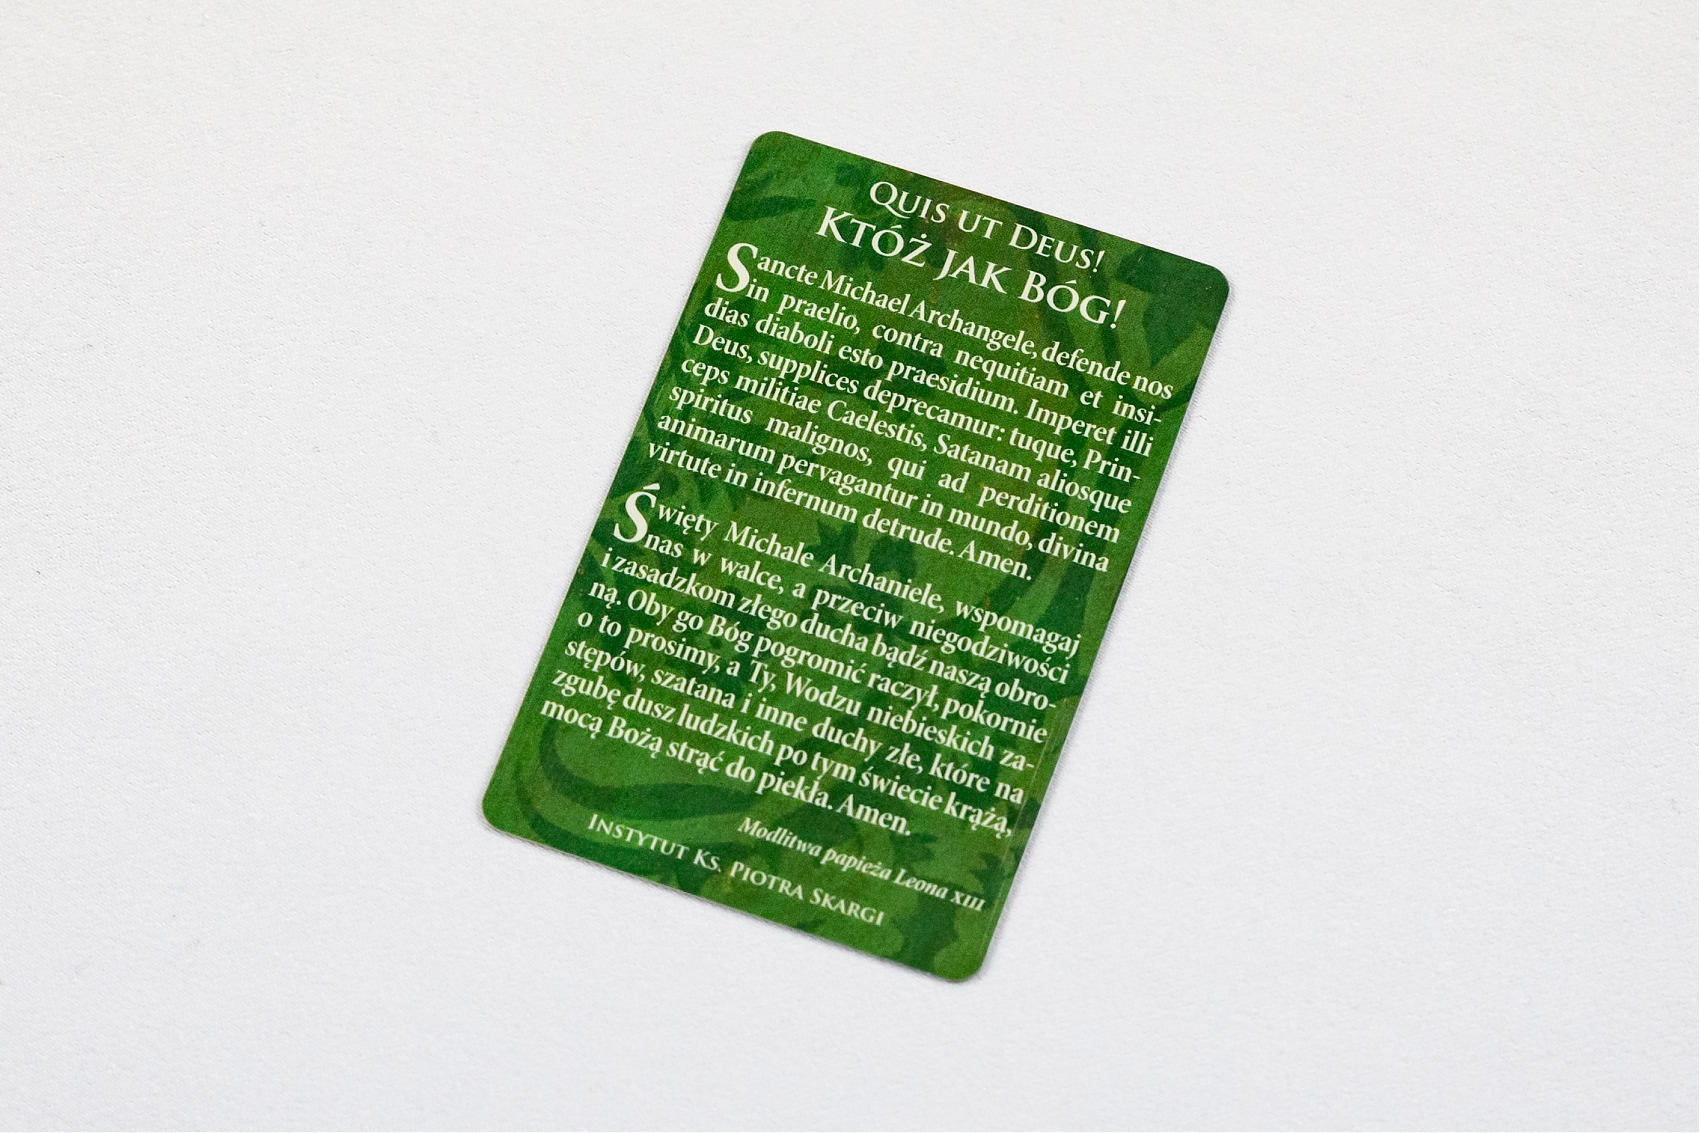 Quis ut Deus!
Któż jak Bóg!
Sancte Michael Archangele, defende nos
in praelio, contra nequitiam et insi-
dias diaboli esto praesidium. Imperet illi
Deus, supplices deprecamur: tuque, Prin-
ceps militiae Caelestis, Satanam aliosque
spiritus malignos, qui ad perditionem
animarum pervagantur in mundo, divina
virtute in infernum detrude. Amen.
Święty Michale Archaniele, wspomagaj
nas w walce, a przeciw niegodziwości
i zasadzkom złego ducha bądź naszą obro-
ną. Oby go Bóg pogromić raczył, pokornie
o to prosimy, a Ty, Wodzu niebieskich za-
stępów, szatana i inne duchy złe, które na
zgubę dusz ludzkich po tym świecie krążą,
mocą Bożą strąć do piekła. Amen.
Modlitwa papieża Leona XIII
Instytut Ks. Piotra Skargi